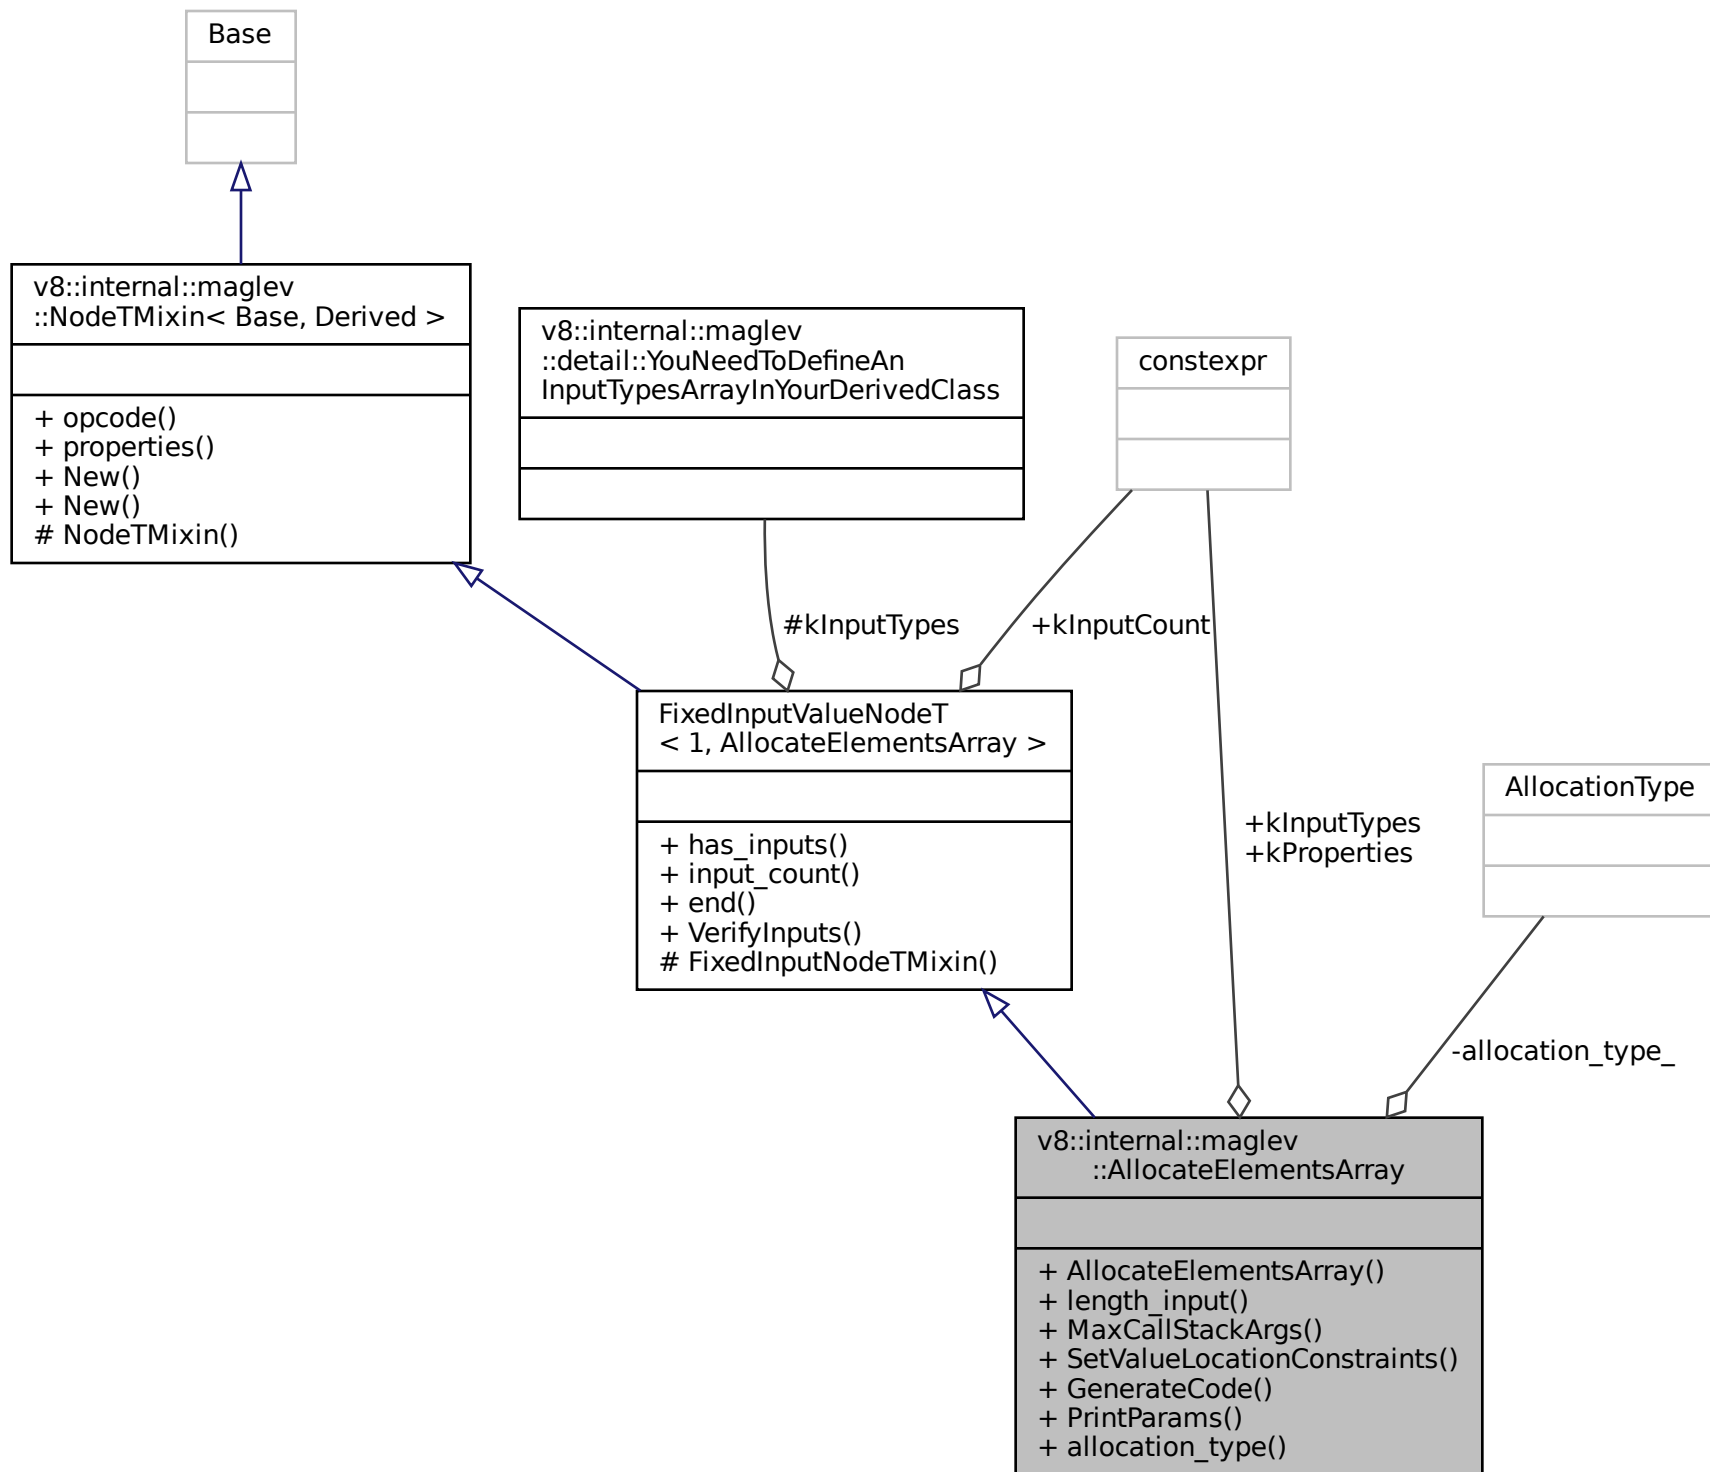 Base
v8::internal::maglev
::NodeTMixin< Base, Derived >
+ opcode()
+ properties()
+ New()
+ New()
# NodeTMixin()
v8::internal::maglev
::detail::YouNeedToDefineAn
InputTypesArrayInYourDerivedClass
constexpr
#kInputTypes
+kInputCount
FixedInputValueNodeT
< 1, AllocateElementsArray >
+ has_inputs()
+ input_count()
+ end()
+ VerifyInputs()
# FixedInputNodeTMixin()
AllocationType
+kInputTypes
+kProperties
-allocation_type_
v8::internal::maglev
::AllocateElementsArray
+ AllocateElementsArray()
+ length_input()
+ MaxCallStackArgs()
+ SetValueLocationConstraints()
+ GenerateCode()
+ PrintParams()
+ allocation_type()